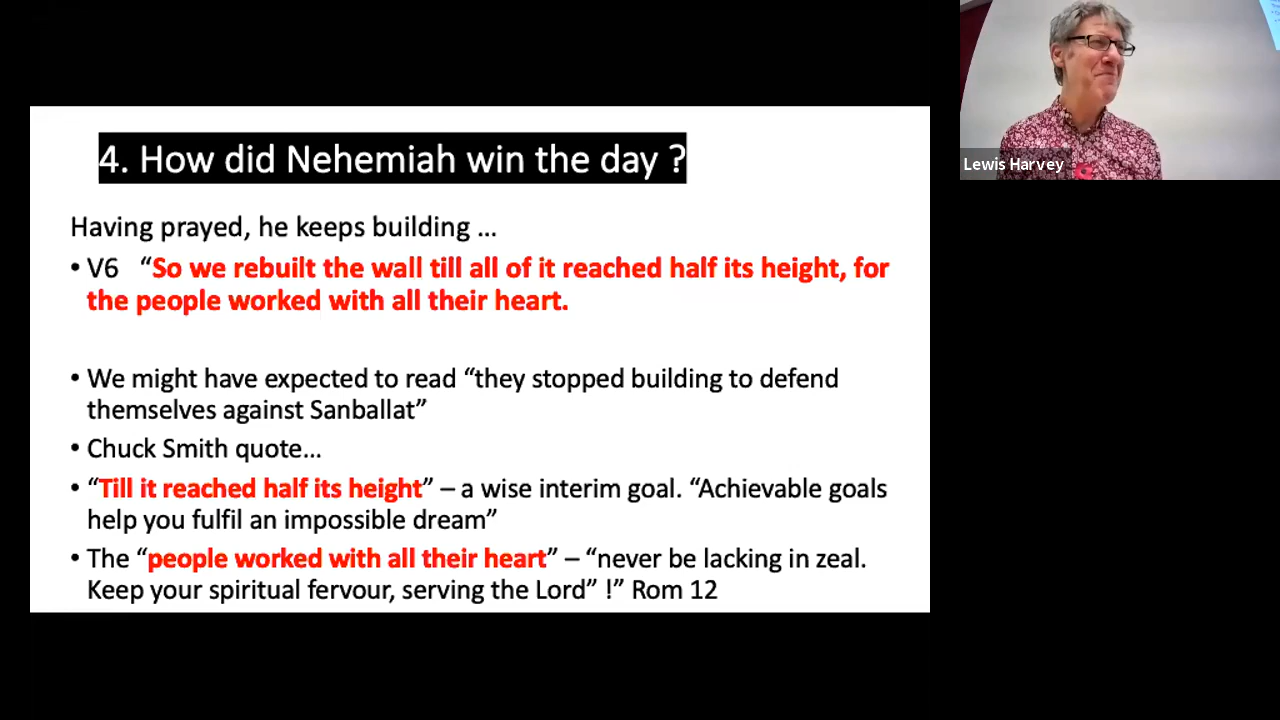 4. How did Nehemiah win the day ?
Having prayed, he keeps building ...
• V6 “So we rebuilt the wall till all of it reached half its height, for
the people worked with all their heart.
• We might have expected to read “they stopped building to defend
themselves against Sanballat”
• Chuck Smith quote...
• “Till it reached half its height” – a wise interim goal. “Achievable goals
help you fulfil an impossible dream”
• The “people worked with all their heart” – “never be lacking in zeal.
Keep your spiritual fervour, serving the Lord” !” Rom 12
Lewis Harvey